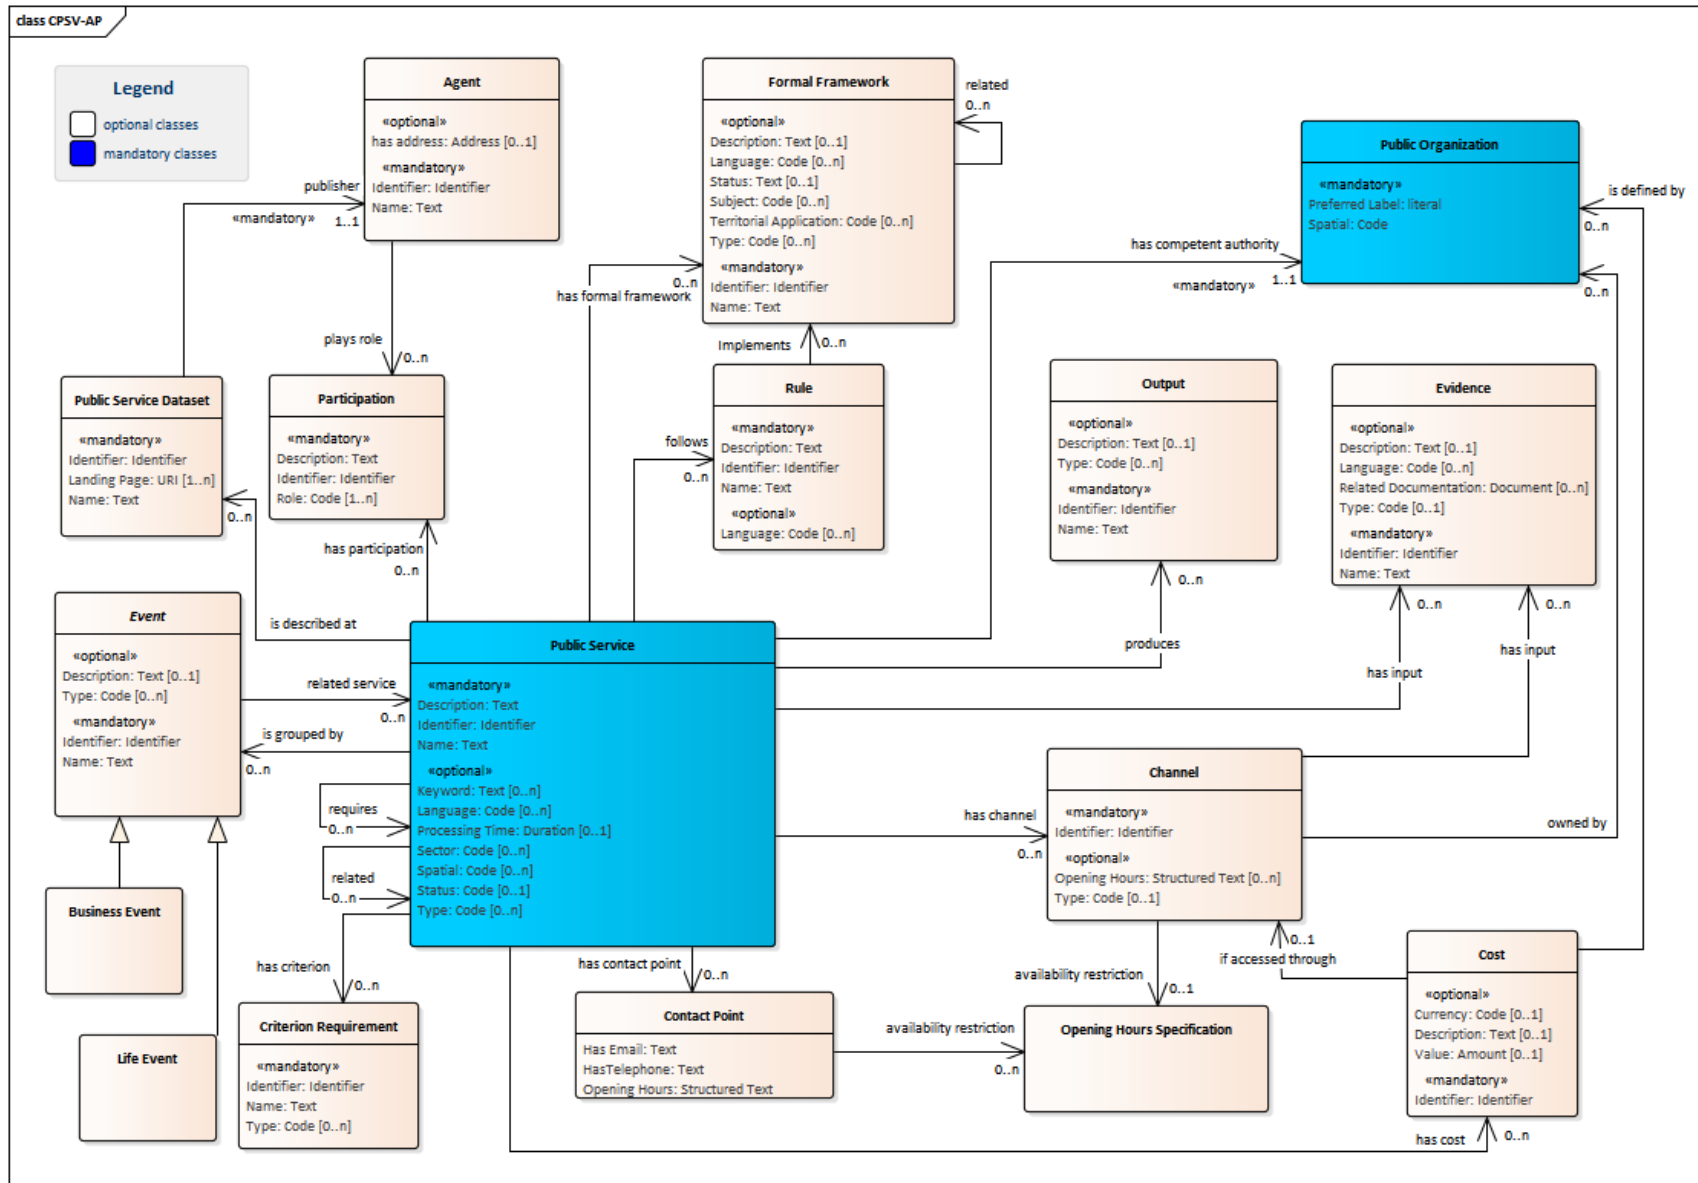 class CPSV-AP
Legend
optional classes
mandatory classes
Agent
«optional»
has address: Address [0..1]
«mandatory»
Identifier: Identifier
Name: Text
publisher
«mandatory»
1..1
plays role
0..n
Formal Framework
«optional»
Description: Text [0..1]
Language: Code [0..n]
Status: Text [0..1]
Subject: Code [0..n]
Territorial Application: Code [0..n]
Type: Code [0..n]
«mandatory»
Identifier: Identifier
Name: Text
related
0..n
Public Organization
«mandatory»
Preferred Label: literal
Spatial: Code
is defined by
0..n
has competent authority
«mandatory»
1..1
0..n
0..n
has formal framework
Implements
0..n
Public Service Dataset
«mandatory»
Identifier: Identifier
Landing Page: URI [1..n]
Name: Text
0..n
Participation
«mandatory»
Description: Text
Identifier: Identifier
Role: Code [1..n]
has participation
0..n
Rule
«mandatory»
Description: Text
Identifier: Identifier
Name: Text
«optional»
Language: Code [0..n]
follows
0..n
Output
«optional»
Description: Text [0..1]
Type: Code [0..n]
«mandatory»
Identifier: Identifier
Name: Text
0..n
Evidence
«optional»
Description: Text [0..1]
Language: Code [0..n]
Related Documentation: Document [0..n]
Type: Code [0..1]
«mandatory»
Identifier: Identifier
Name: Text
0..n
0..n
Event
«optional»
Description: Text [0..1]
Type: Code [0..n]
«mandatory»
Identifier: Identifier
Name: Text
is described at
related service
0..n
is grouped by
0..n
Public Service
«mandatory»
Description: Text
Identifier: Identifier
Name: Text
«optional»
Keyword: Text [0..n]
Language: Code [0..n]
Processing Time: Duration [0..1]
Sector: Code [0..n]
Spatial: Code [0..n]
Status: Code [0..1]
Type: Code [0..n]
requires
0..n
related
0..n
produces
has input
has input
Channel
«mandatory»
Identifier: Identifier
«optional»
Opening Hours: Structured Text [0..n]
Type: Code [0..1]
has channel
0..n
owned by
Business Event
Life Event
has criterion
0..n
Criterion Requirement
«mandatory»
Identifier: Identifier
Name: Text
Type: Code [0..n]
has contact point
0..n
Contact Point
Has Email: Text
HasTelephone: Text
Opening Hours: Structured Text
availability restriction
0..n
availability restriction
0..1
Opening Hours Specification
0..1
if accessed through
Cost
«optional»
Currency: Code [0..1]
Description: Text [0..1]
Value: Amount [0..1]
«mandatory»
Identifier: Identifier
has cost
0..n